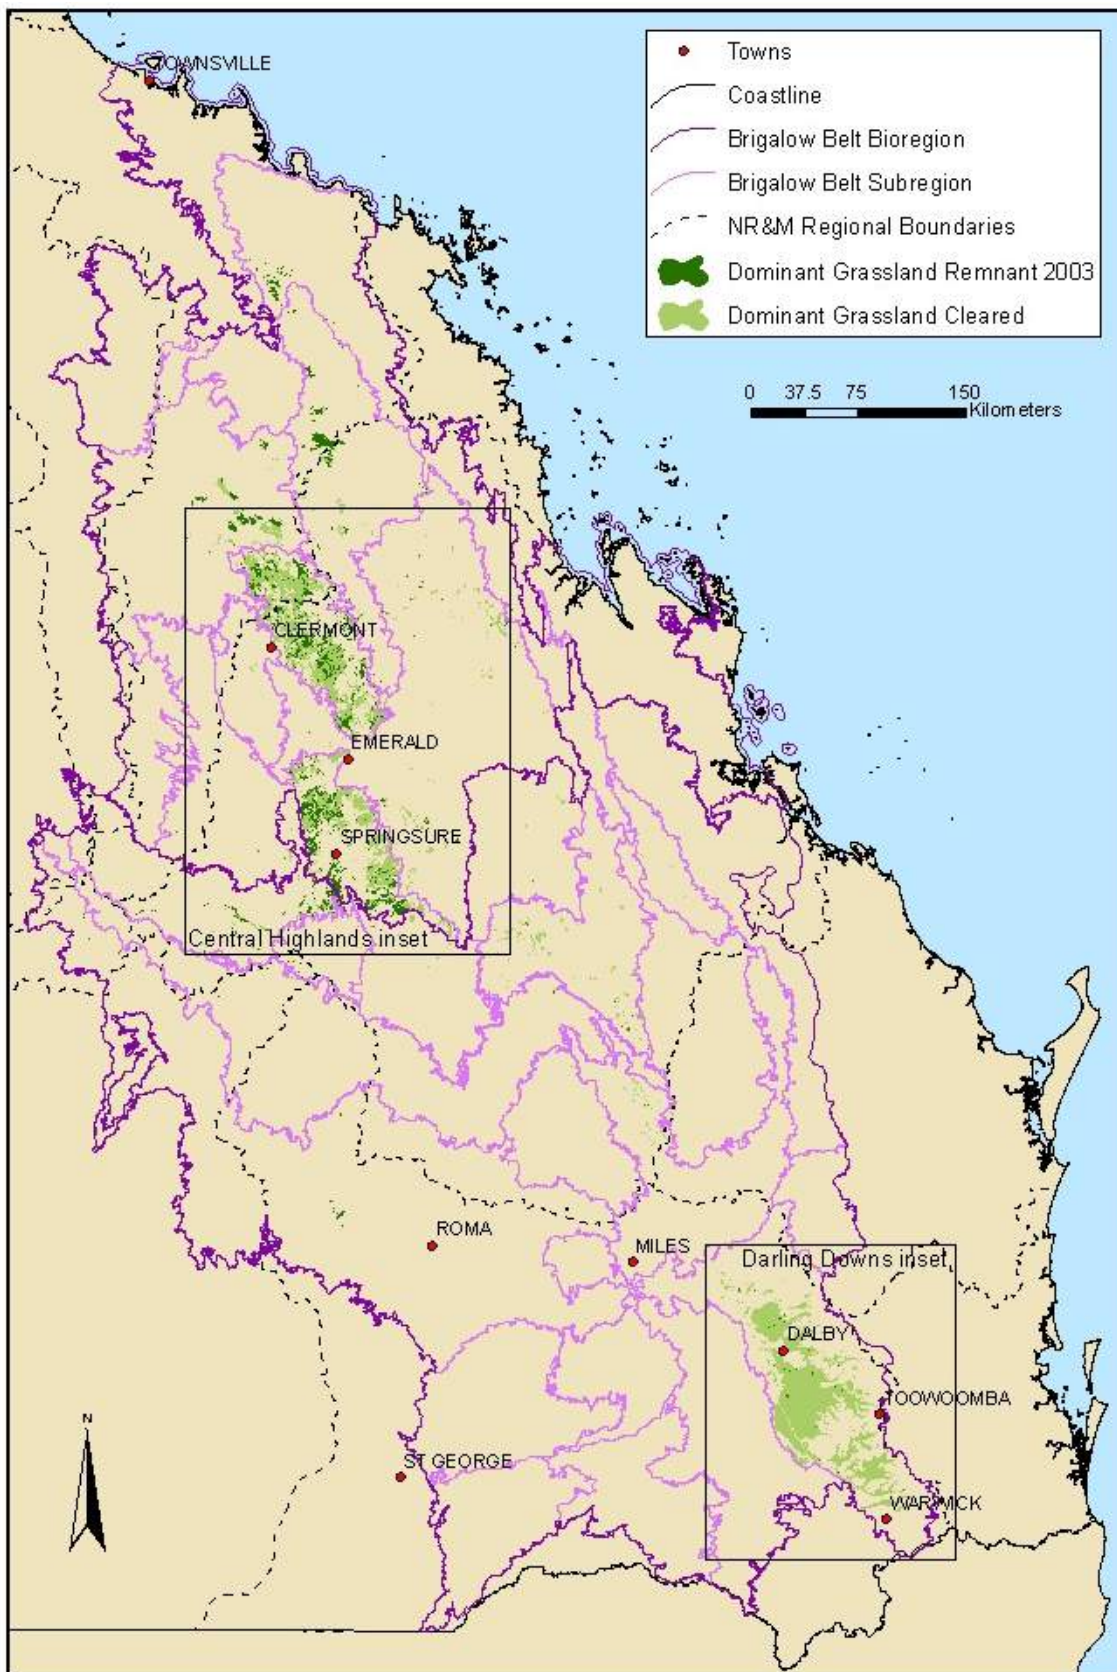 TOWNSVILLE
Towns
Coastline
Brigalow Belt Bioregion
Brigalow Belt Subregion
NR&M Regional Boundaries
Dominant Grassland Remnant 2003
Dominant Grassland Cleared
0 37.5 75 150
Kilometers
CLERMONT
EMERALD
SPRINGSURE
Central Highlands inset
ROMA
MILES
Darling Downs inset
DALBY
TOOWOOMBA
N
ST GEORGE
WARWICK